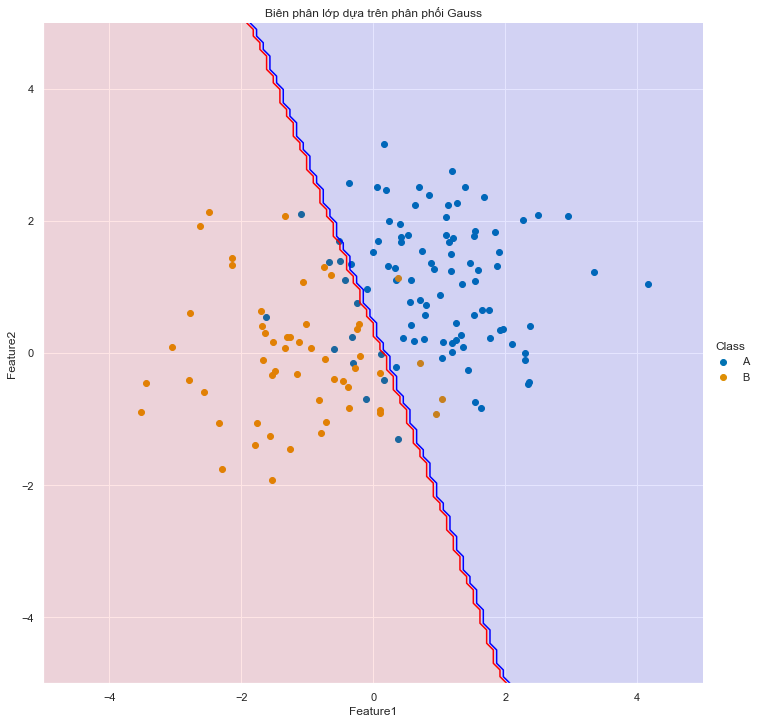 Biên phân lớp dựa trên phân phối Gauss
4
2
0
−2
−4
Feature2
−4
−2
0
2
4
Feature1
Class
A
B